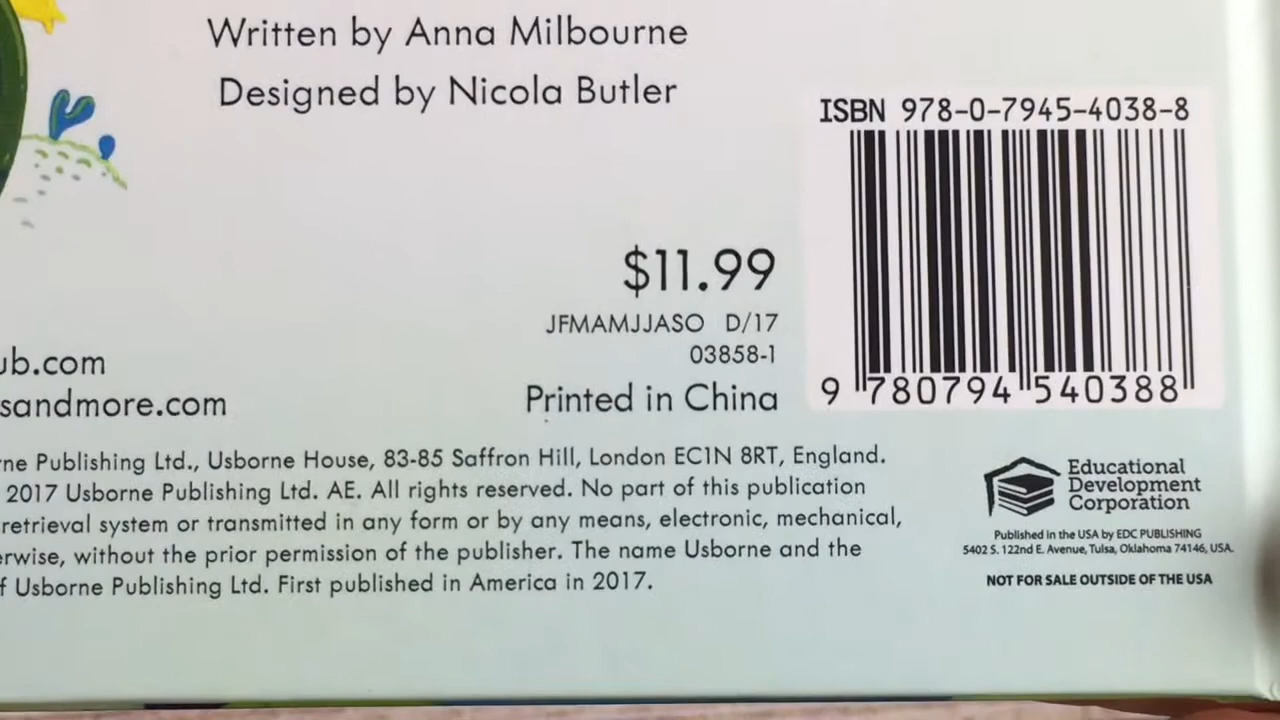 Written by Anna Milbourne
Designed by Nicola Butler
ISBN 978-0-7945-4038-8
$11.99
JFMAMJJASO D/17
03858-1
Printed in China
9 780794 540388
ub.com
sandmore.com
ne Publishing Ltd., Usborne House, 83-85 Saffron Hill, London EC1N 8RT, England.
2017 Usborne Publishing Ltd. AE. All rights reserved. No part of this publication
retrieval system or transmitted in any form or by any means, electronic, mechanical,
erwise, without the prior permission of the publisher. The name Usborne and the
f Usborne Publishing Ltd. First published in America in 2017.
Educational
Development
Corporation
Published in the USA by EDC PUBLISHING
5402 S. 122nd E. Avenue, Tulsa, Oklahoma 74146, USA.
NOT FOR SALE OUTSIDE OF THE USA